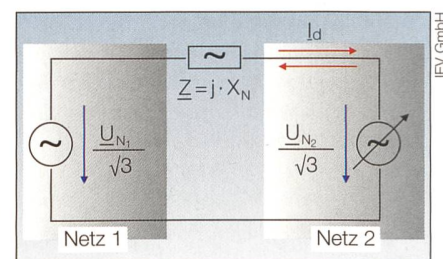 I_d
IFV GmbH
Z = j · X_N
U_N₁
√3
U_N₂
√3
Netz 1
Netz 2